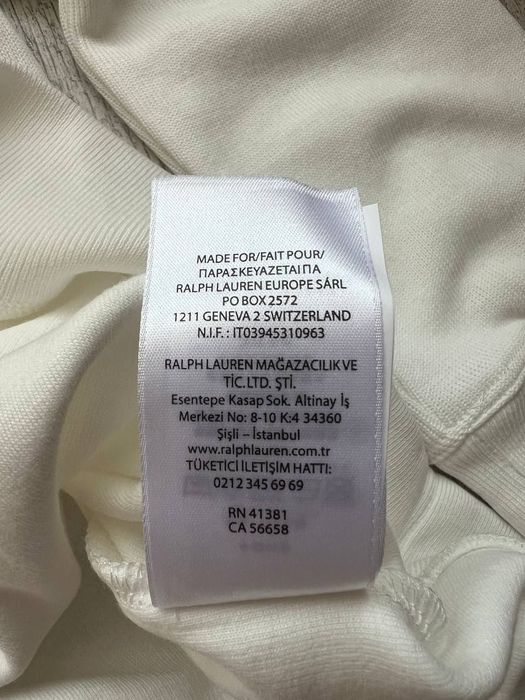 MADE FOR/FAIT POUR/
ΠΑΡΑΣΚΕΥΑΖΕΤΑΙ ΓΙΑ
RALPH LAUREN EUROPE SÁRL
PO BOX 2572
1211 GENEVA 2 SWITZERLAND
N.I.F. : IT03945310963
RALPH LAUREN MAĞAZACILIK VE
TİC.LTD. ŞTİ.
Esentepe Kasap Sok. Altinay İş
Merkezi No: 8-10 K:4 34360
Şişli – İstanbul
www.ralphlauren.com.tr
TÜKETİCİ İLETİŞİM HATTI:
0212 345 69 69
RN 41381
CA 56658